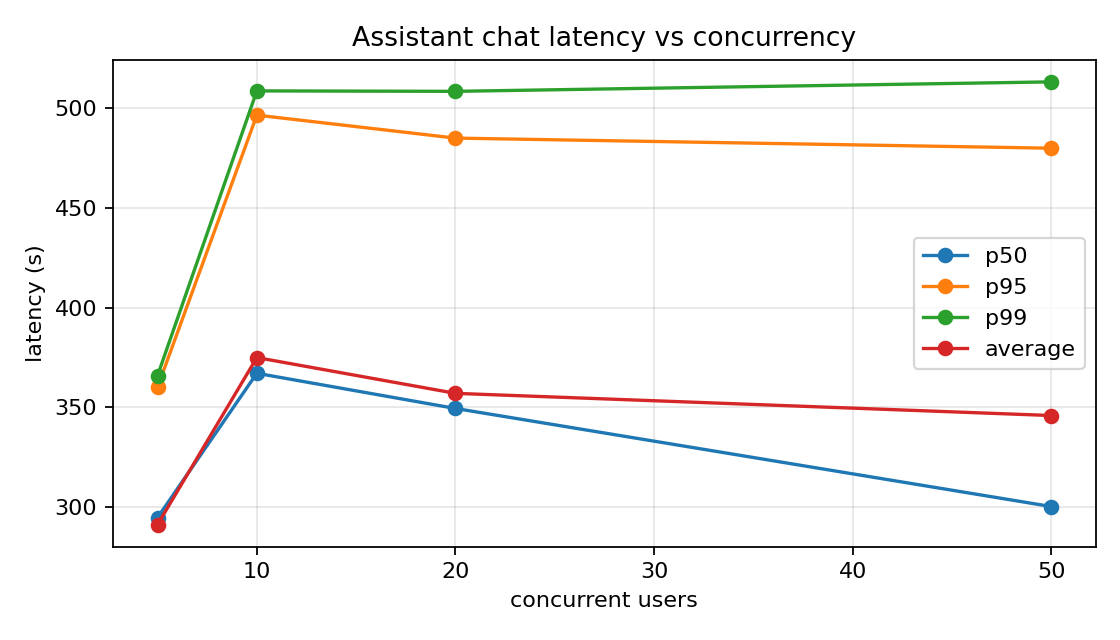 Assistant chat latency vs concurrency
500
450
400
350
300
latency (s)
p50
p95
p99
average
10 20 30 40 50
concurrent users